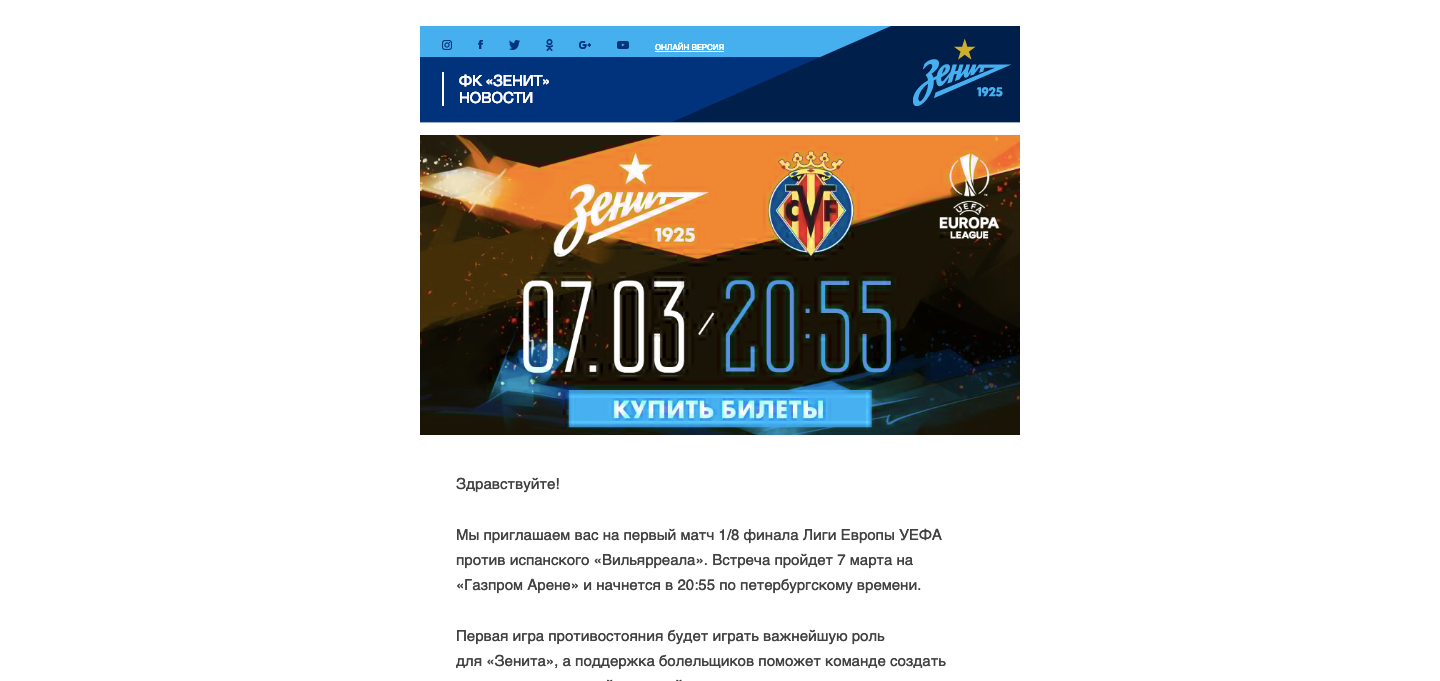 ОНЛАЙН ВЕРСИЯ
ФК «ЗЕНИТ»
НОВОСТИ
Зенит
1925
Зенит
1925
CVF
UEFA
EUROPA
LEAGUE
07.03/20:55
КУПИТЬ БИЛЕТЫ
Здравствуйте!
Мы приглашаем вас на первый матч 1/8 финала Лиги Европы УЕФА
против испанского «Вильярреала». Встреча пройдет 7 марта на
«Газпром Арене» и начнется в 20:55 по петербургскому времени.
Первая игра противостояния будет играть важнейшую роль
для «Зенита», а поддержка болельщиков поможет команде создать